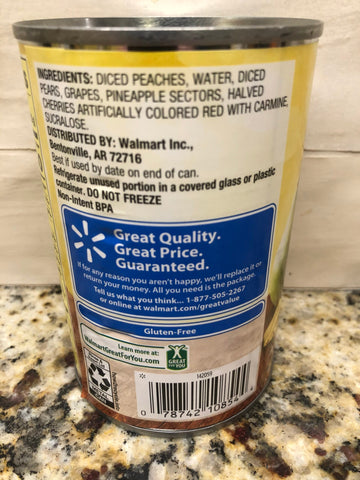 INGREDIENTS: DICED PEACHES, WATER, DICED
PEARS, GRAPES, PINEAPPLE SECTORS, HALVED
CHERRIES ARTIFICIALLY COLORED RED WITH CARMINE,
SUCRALOSE.
DISTRIBUTED BY: Walmart Inc.,
Bentonville, AR 72716
Best if used by date on end of can.
Refrigerate unused portion in a covered glass or plastic
container. DO NOT FREEZE
Non-Intent BPA
Great Quality.
Great Price.
Guaranteed.
If for any reason you aren't happy, we'll replace it or
return your money. All you need is the package.
Tell us what you think... 1-877-505-2267
or online at walmart.com/greatvalue
Gluten-Free
Learn more at:
WalmartGreatForYou.com
GREAT
FOR YOU
142059
0 78742 10834